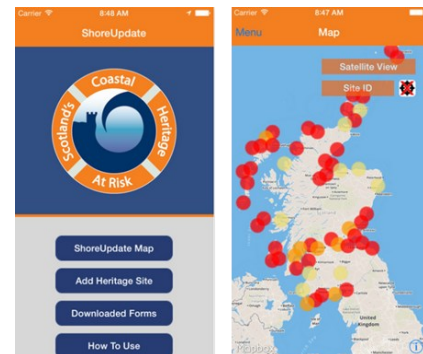 Carrier 8:46 AM
ShoreUpdate
Scotland's Coastal Heritage At Risk
ShoreUpdate Map
Add Heritage Site
Downloaded Forms
How To Use
Carrier 8:47 AM
Menu Map
Satellite View
Site ID
United Kingdom